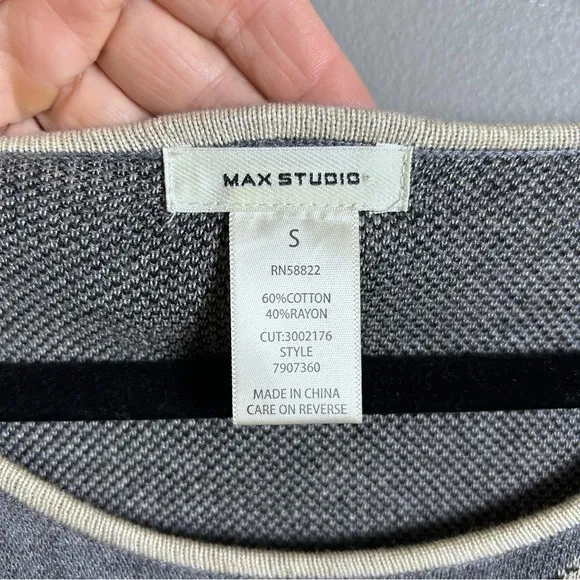 MAX STUDIO
S
RN58822
60%COTTON
40%RAYON
CUT:3002176
STYLE
7907360
MADE IN CHINA
CARE ON REVERSE